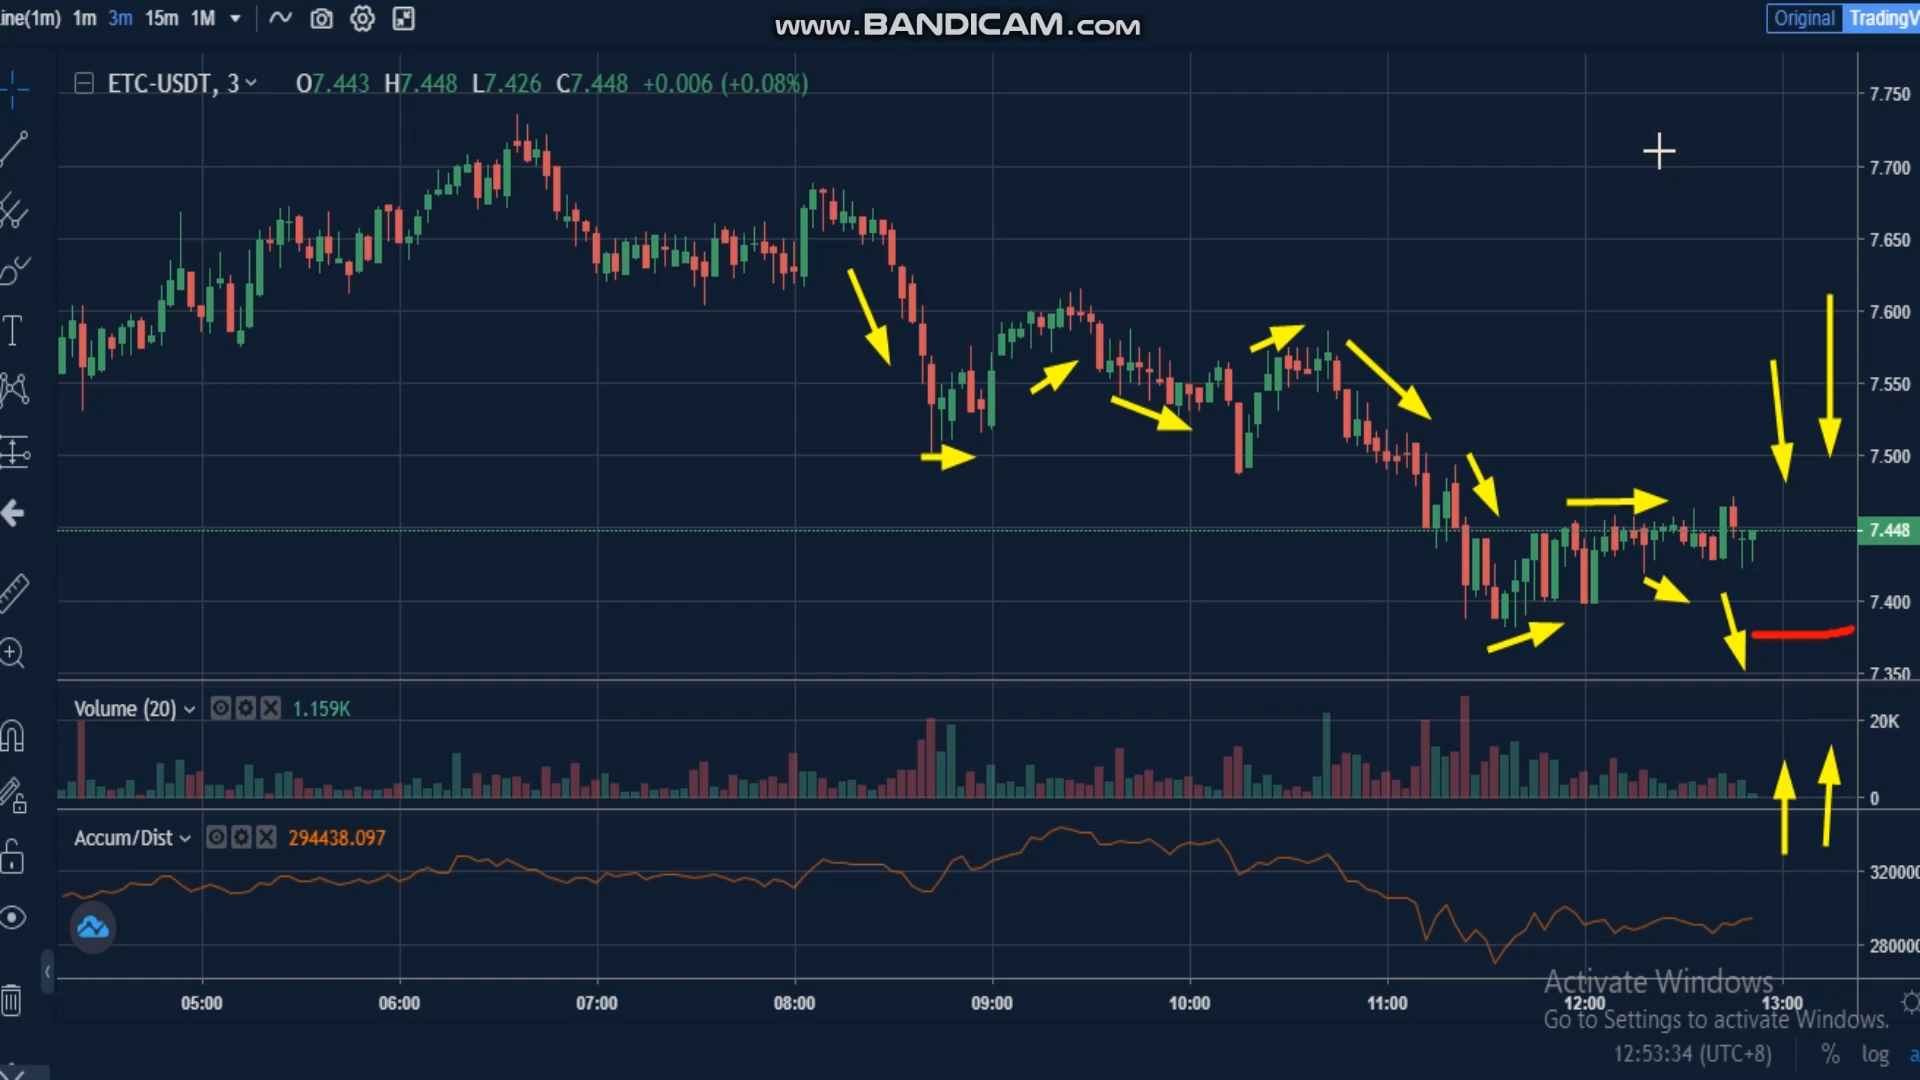 www.BANDICAM.com
ine(1m) 1m 3m 15m 1M
Original TradingV
ETC-USDT, 3 O7.443 H7.448 L7.426 C7.448 +0.006 (+0.08%)
7.750
7.700
7.650
7.600
7.550
7.500
7.448
7.400
7.350
Volume (20) 1.159K
20K
0
Accum/Dist 294438.097
320000
280000
05:00 06:00 07:00 08:00 09:00 10:00 11:00 12:00 13:00
Activate Windows
Go to Settings to activate Windows.
12:53:34 (UTC+8) % log a